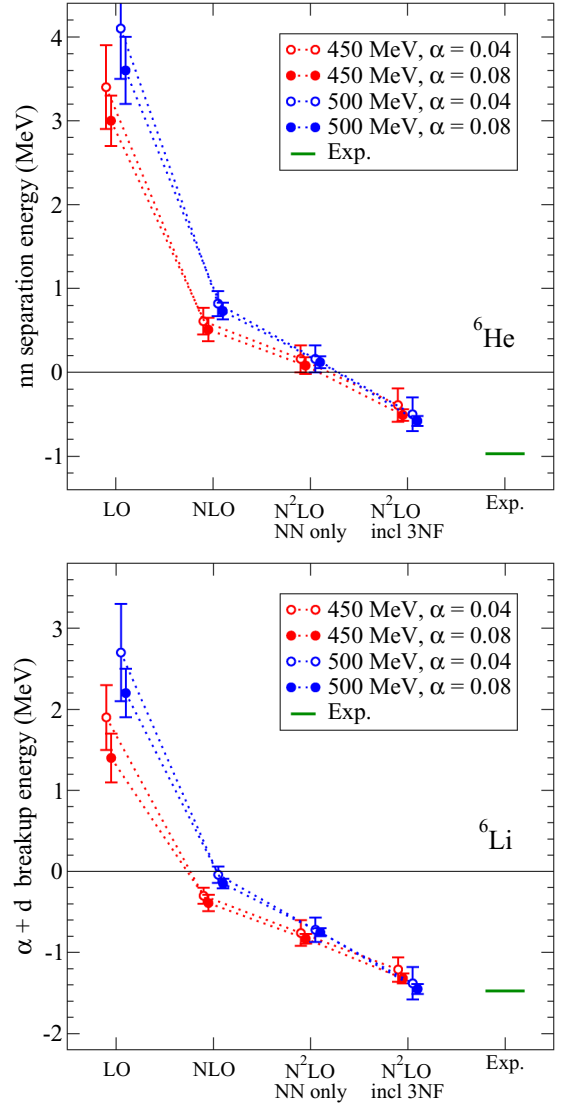 450 MeV, α = 0.04
450 MeV, α = 0.08
500 MeV, α = 0.04
500 MeV, α = 0.08
Exp.
nn separation energy (MeV)
4
3
2
1
0
-1
⁶He
LO
NLO
N²LO
NN only
N²LO
incl 3NF
Exp.
450 MeV, α = 0.04
450 MeV, α = 0.08
500 MeV, α = 0.04
500 MeV, α = 0.08
Exp.
α + d breakup energy (MeV)
3
2
1
0
-1
-2
⁶Li
LO
NLO
N²LO
NN only
N²LO
incl 3NF
Exp.